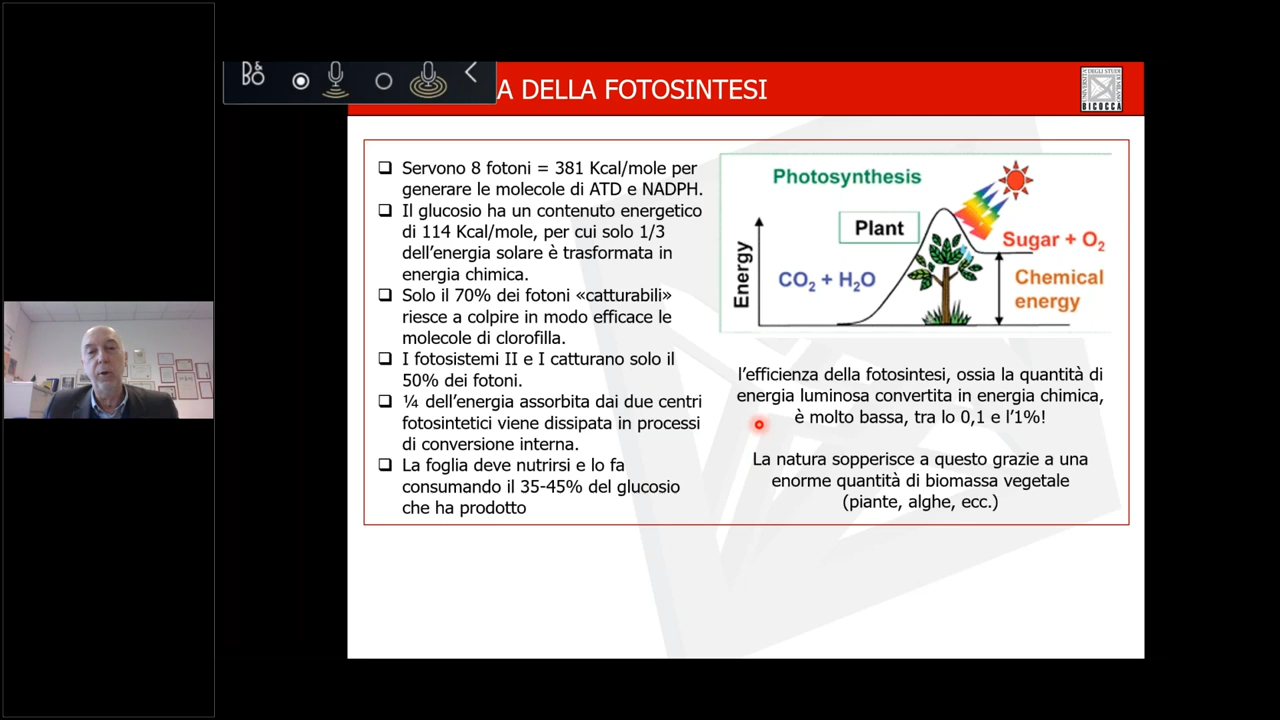 D&
BO
A DELLA FOTOSINTESI
BICOCCA
Servono 8 fotoni = 381 Kcal/mole per
generare le molecole di ATD e NADPH.
Il glucosio ha un contenuto energetico
di 114 Kcal/mole, per cui solo 1/3
dell’energia solare è trasformata in
energia chimica.
Solo il 70% dei fotoni «catturabili»
riesce a colpire in modo efficace le
molecole di clorofilla.
I fotosistemi II e I catturano solo il
50% dei fotoni.
¼ dell’energia assorbita dai due centri
fotosintetici viene dissipata in processi
di conversione interna.
La foglia deve nutrirsi e lo fa
consumando il 35-45% del glucosio
che ha prodotto
Photosynthesis
Plant
Energy
CO₂ + H₂O
Sugar + O₂
Chemical
energy
l’efficienza della fotosintesi, ossia la quantità di
energia luminosa convertita in energia chimica,
è molto bassa, tra lo 0,1 e l’1%!
La natura sopperisce a questo grazie a una
enorme quantità di biomassa vegetale
(piante, alghe, ecc.)